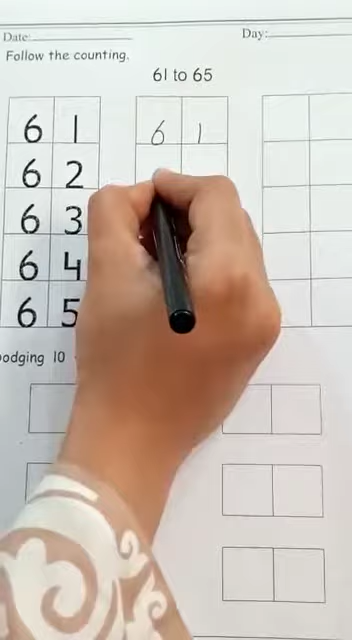 Date: Day:
Follow the counting.
61 to 65
6 1 6 1
6 2
6 3
6 4
6 5
odging 10